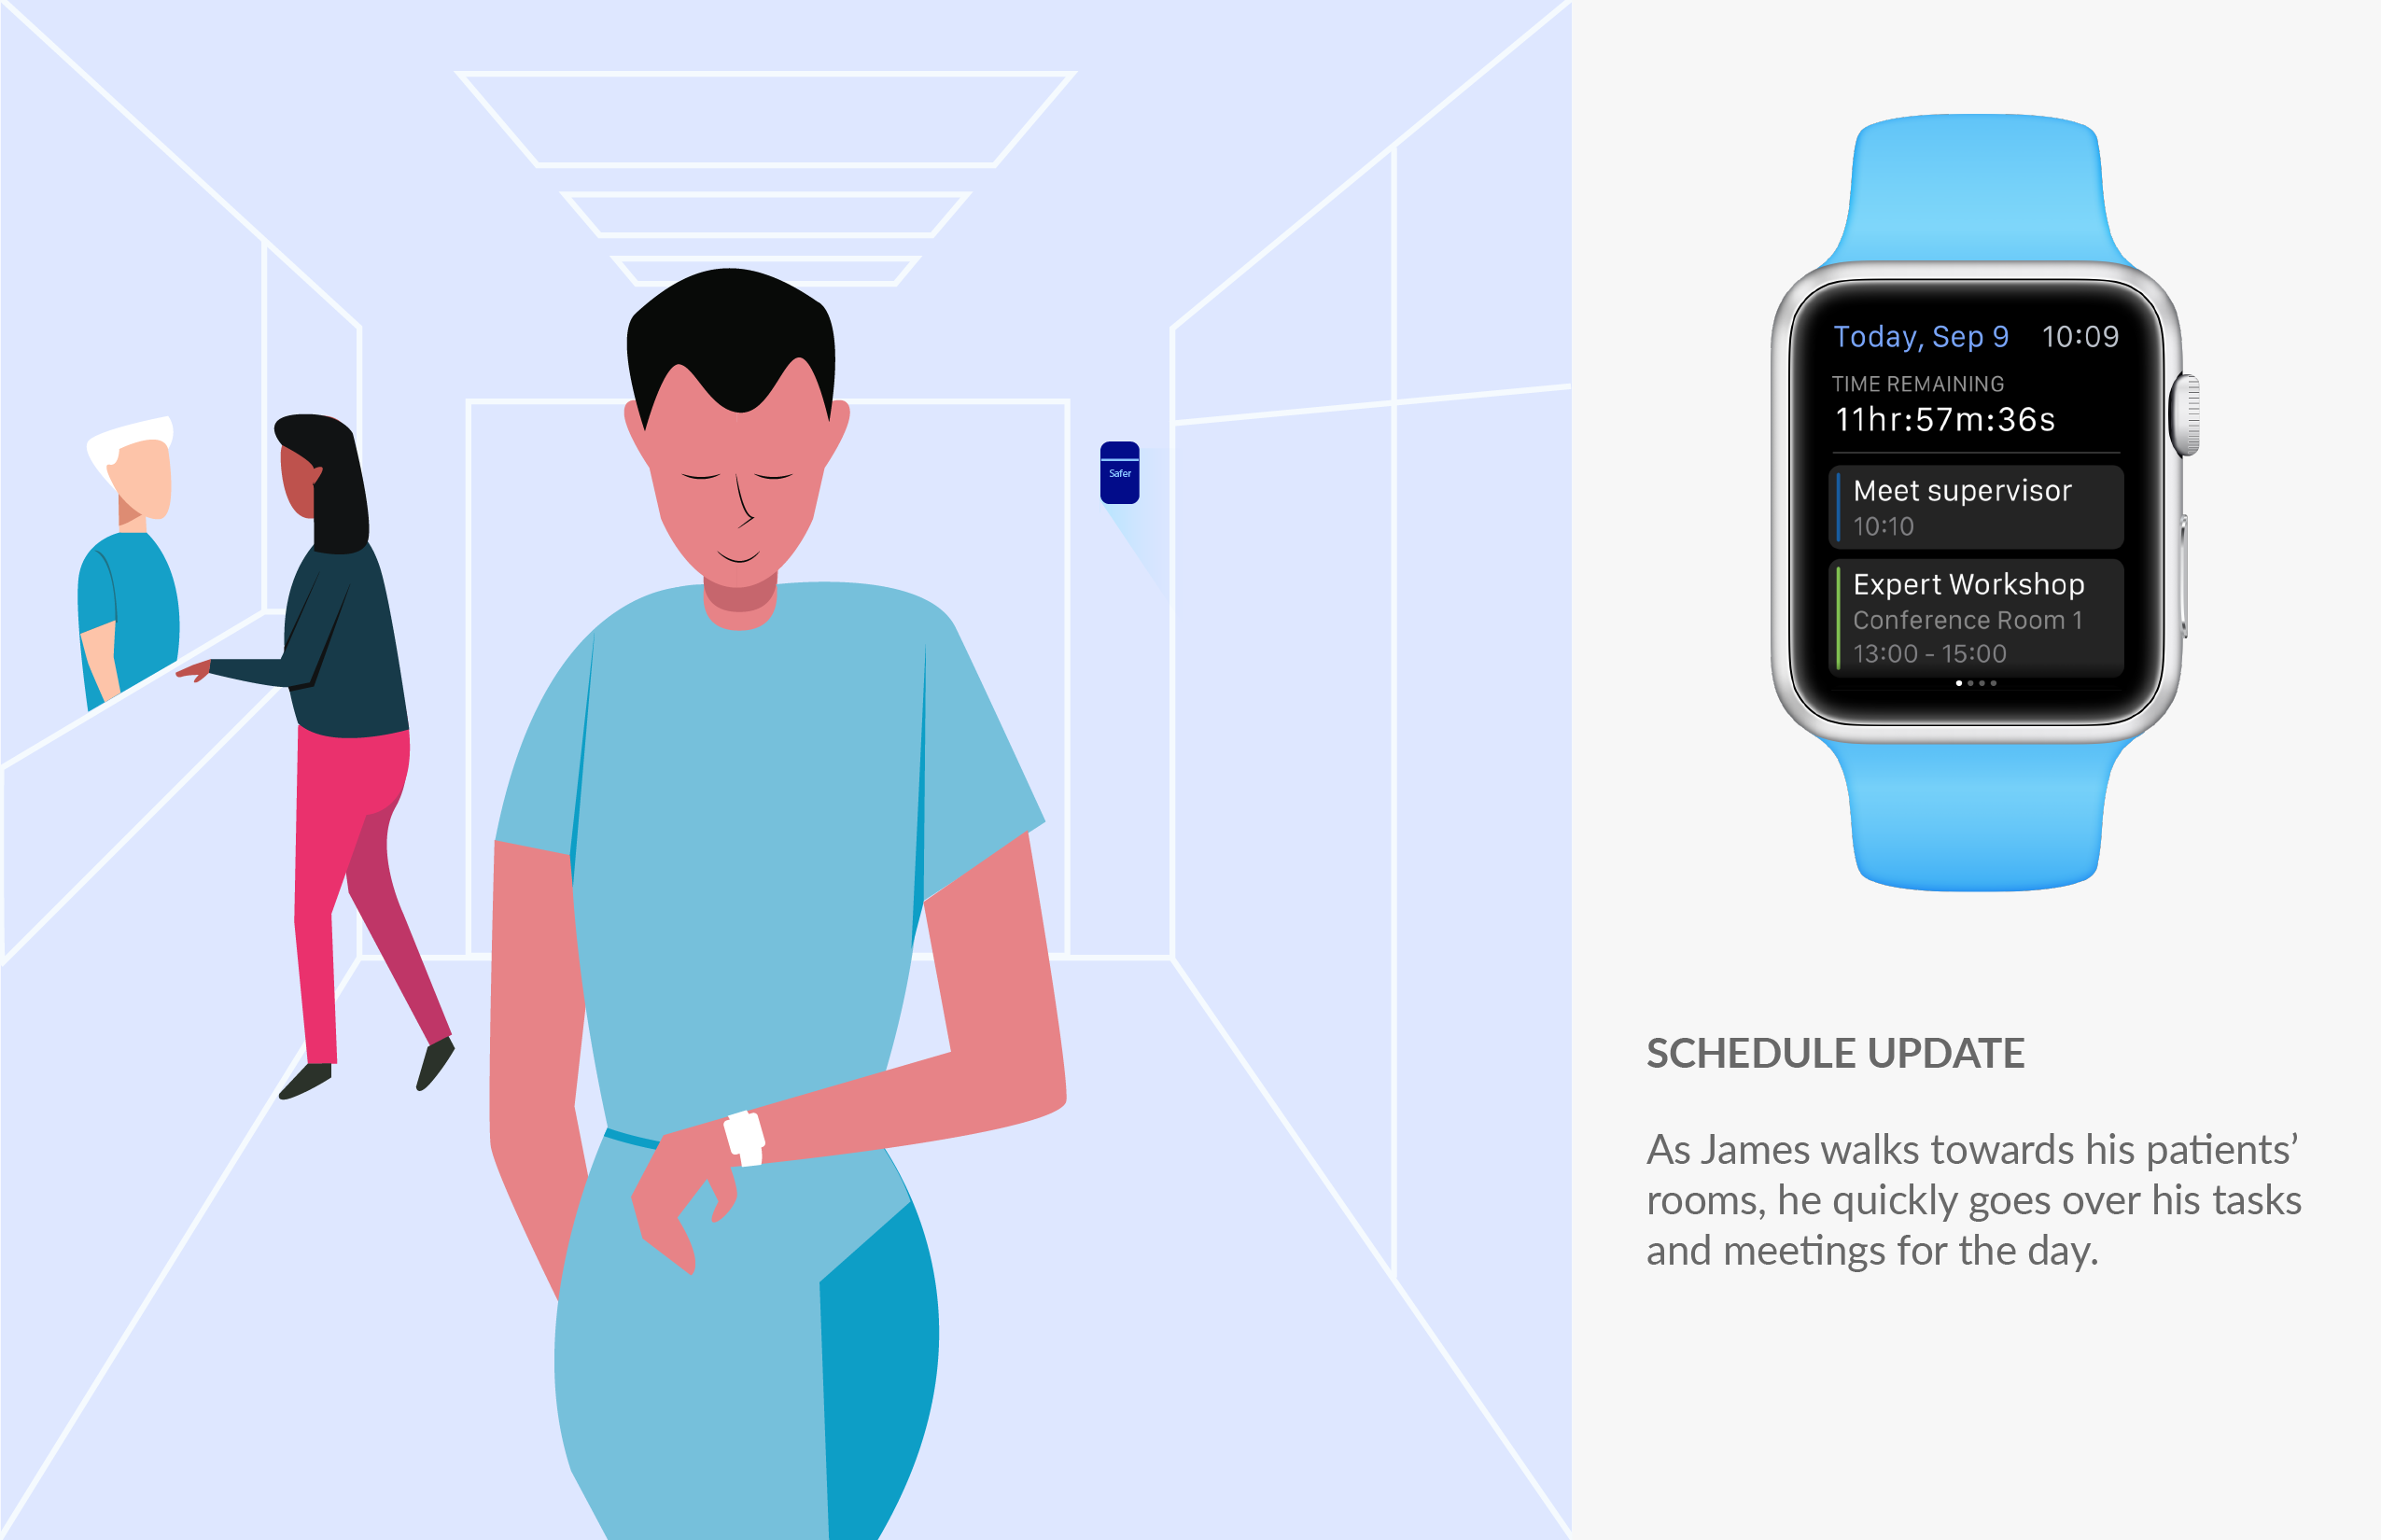 Safer
Today, Sep 9 10:09
TIME REMAINING
11hr:57m:36s
Meet supervisor
10:10
Expert Workshop
Conference Room 1
13:00 - 15:00
SCHEDULE UPDATE
As James walks towards his patients’
rooms, he quickly goes over his tasks
and meetings for the day.